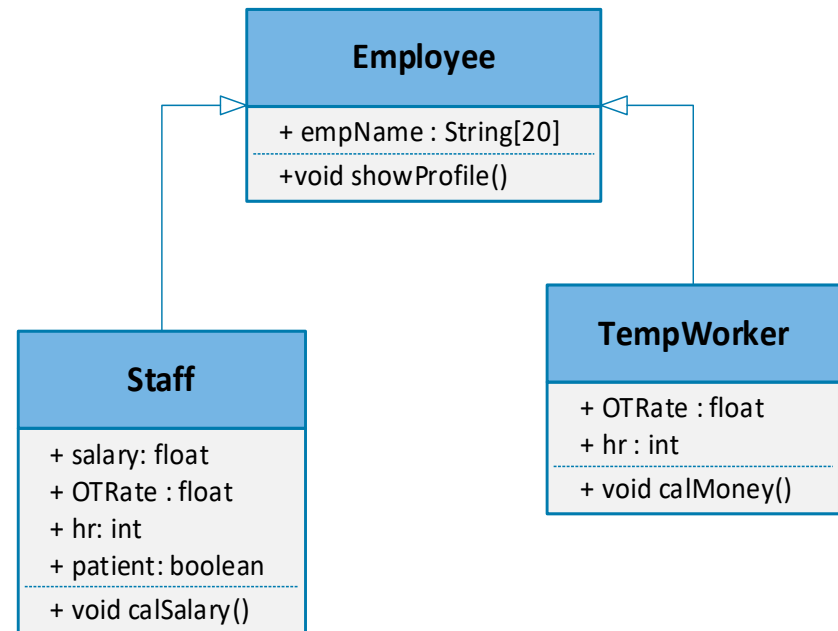 Employee
+ empName : String[20]
+void showProfile()
Staff
+ salary: float
+ OTRate : float
+ hr: int
+ patient: boolean
+ void calSalary()
TempWorker
+ OTRate : float
+ hr : int
+ void calMoney()